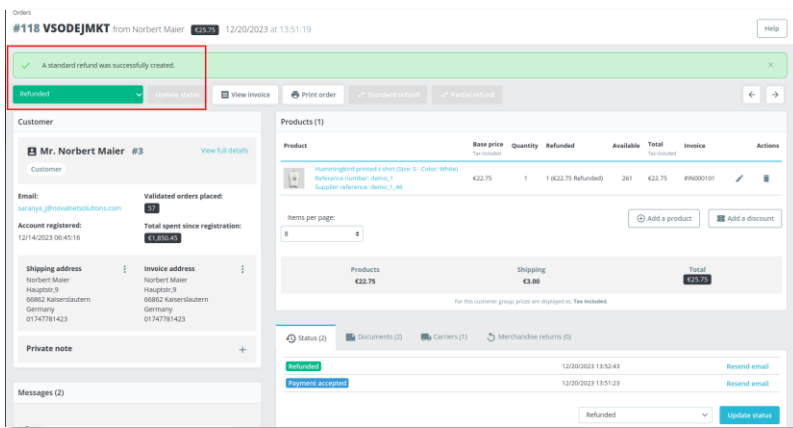 Orders
#118 VSODEJMKT from Norbert Maier €25.75 12/20/2023 at 13:51:19
Help
A standard refund was successfully created.
Refunded
Update status
View invoice
Print order
Standard refund
Partial refund
Customer
Mr. Norbert Maier #3
View full details
Customer
Email:
saranya_j@novalnetsolutions.com
Validated orders placed:
57
Account registered:
12/14/2023 06:45:16
Total spent since registration:
€1,850.45
Shipping address
Norbert Maier
Hauptstr,9
66862 Kaiserslautern
Germany
01747781423
Invoice address
Norbert Maier
Hauptstr,9
66862 Kaiserslautern
Germany
01747781423
Private note
Messages (2)
Products (1)
Product
Base price
Tax included
Quantity
Refunded
Available
Total
Tax included
Invoice
Actions
Hummingbird printed t-shirt (Size: S - Color: White)
Reference number: demo_1
Supplier reference: demo_1_46
€22.75
1
1 (€22.75 Refunded)
261
€22.75
#IN000101
Items per page:
8
Add a product
Add a discount
Products
€22.75
Shipping
€3.00
Total
€25.75
For this customer group, prices are displayed as: Tax included.
Status (2)
Documents (2)
Carriers (1)
Merchandise returns (0)
Refunded 12/20/2023 13:52:43 Resend email
Payment accepted 12/20/2023 13:51:23 Resend email
Refunded
Update status